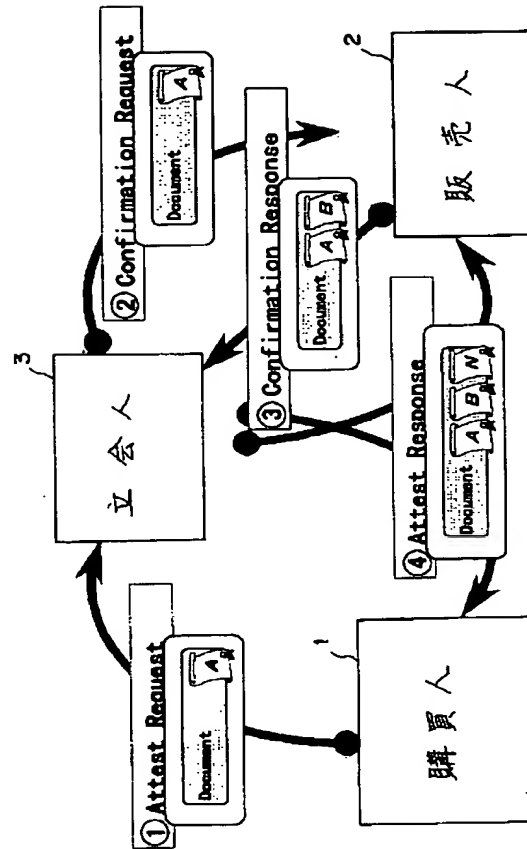 ① Attest Request
Document
A
購買人
1
立会人
3
② Confirmation Request
Document
A
③ Confirmation Response
Document
A B
④ Attest Response
Document
A B N
販売人
2